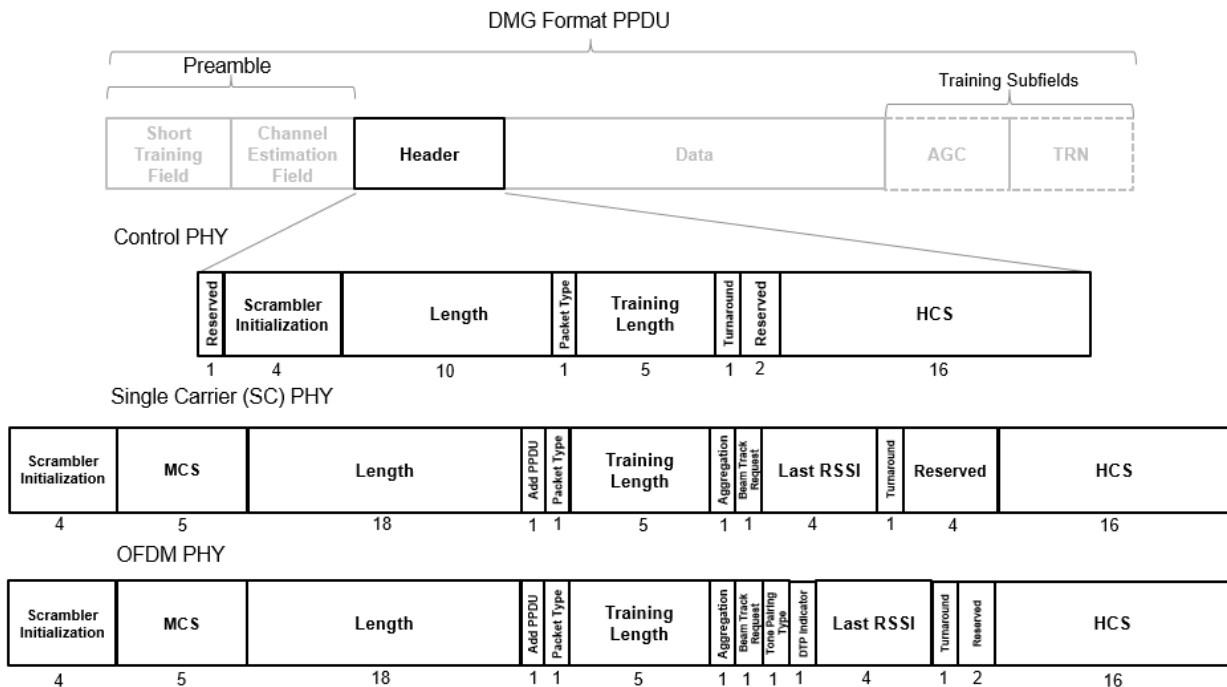 DMG Format PPDU
Preamble
Training Subfields
Short
Training
Field
Channel
Estimation
Field
Header
Data
AGC
TRN
Control PHY
Reserved
Scrambler
Initialization
Length
Packet Type
Training
Length
Turnaround
Reserved
HCS
1 4 10 1 5 1 2 16
Single Carrier (SC) PHY
Scrambler
Initialization
MCS
Length
Add PPDU
Packet Type
Training
Length
Aggregation
Beam Track
Request
Last RSSI
Turnaround
Reserved
HCS
4 5 18 1 1 5 1 1 4 1 4 16
OFDM PHY
Scrambler
Initialization
MCS
Length
Add PPDU
Packet Type
Training
Length
Aggregation
Beam Track
Request
Tone Pairing
Type
DTP Indicator
Last RSSI
Turnaround
Reserved
HCS
4 5 18 1 1 5 1 1 1 1 4 1 2 16